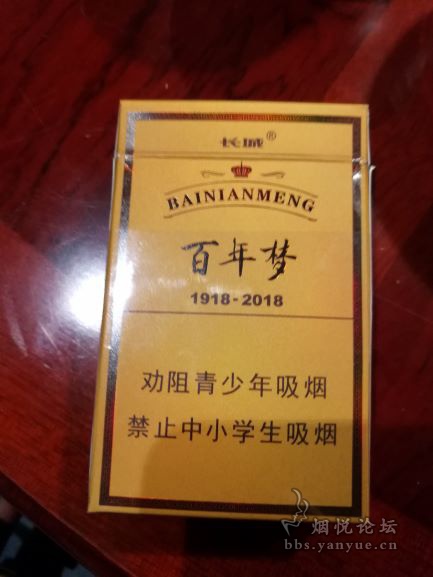 长城®
BAINIANMENG
百年梦
1918-2018
劝阻青少年吸烟
禁止中小学生吸烟
烟悦论坛
bbs.yanyue.cn